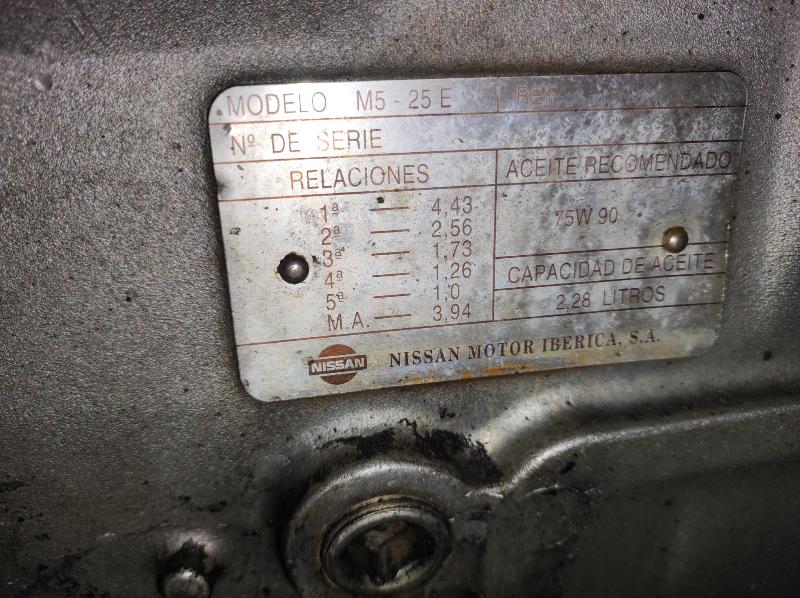 MODELO M5 - 25 E REF.
Nº DE SERIE
RELACIONES
1ª — 4,43
2ª — 2,56
3ª — 1,73
4ª — 1,26
5ª — 1,0
M.A. — 3,94
ACEITE RECOMENDADO
75W 90
CAPACIDAD DE ACEITE
2,28 LITROS
NISSAN NISSAN MOTOR IBERICA, S.A.